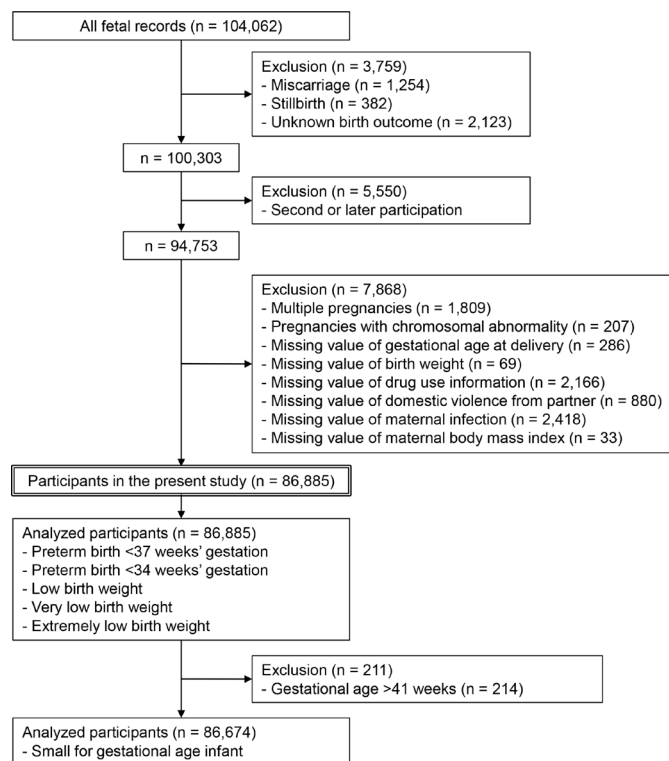 All fetal records (n = 104,062)
Exclusion (n = 3,759)
- Miscarriage (n = 1,254)
- Stillbirth (n = 382)
- Unknown birth outcome (n = 2,123)
n = 100,303
Exclusion (n = 5,550)
- Second or later participation
n = 94,753
Exclusion (n = 7,868)
- Multiple pregnancies (n = 1,809)
- Pregnancies with chromosomal abnormality (n = 207)
- Missing value of gestational age at delivery (n = 286)
- Missing value of birth weight (n = 69)
- Missing value of drug use information (n = 2,166)
- Missing value of domestic violence from partner (n = 880)
- Missing value of maternal infection (n = 2,418)
- Missing value of maternal body mass index (n = 33)
Participants in the present study (n = 86,885)
Analyzed participants (n = 86,885)
- Preterm birth <37 weeks’ gestation
- Preterm birth <34 weeks’ gestation
- Low birth weight
- Very low birth weight
- Extremely low birth weight
Exclusion (n = 211)
- Gestational age >41 weeks (n = 214)
Analyzed participants (n = 86,674)
- Small for gestational age infant